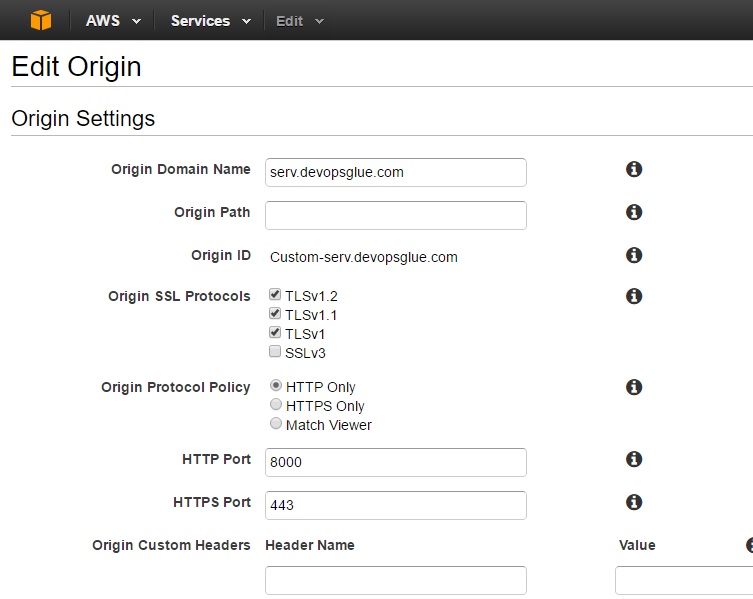 AWS Services Edit
Edit Origin
Origin Settings
Origin Domain Name serv.devopsglue.com
Origin Path
Origin ID Custom-serv.devopsglue.com
Origin SSL Protocols TLSv1.2
TLSv1.1
TLSv1
SSLv3
Origin Protocol Policy HTTP Only
HTTPS Only
Match Viewer
HTTP Port 8000
HTTPS Port 443
Origin Custom Headers Header Name Value